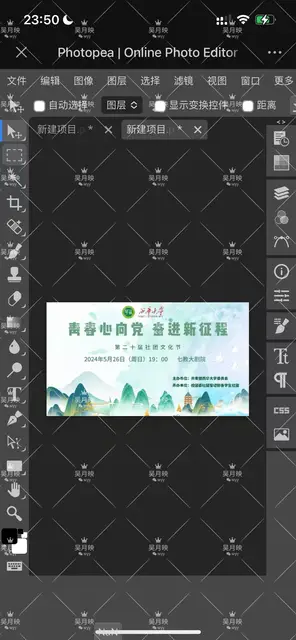 23:50
Photopea | Online Photo Editor
文件 编辑 图像 图层 选择 滤镜 视图 窗口 更多
自动选择 图层 显示变换控件 距离
新建项目 * 新建项目 *
青春心向党 奋进新征程
第二十届社团文化节
2024年5月26日（周日）19：00 七教大剧院
CSS
吴月映
wyy